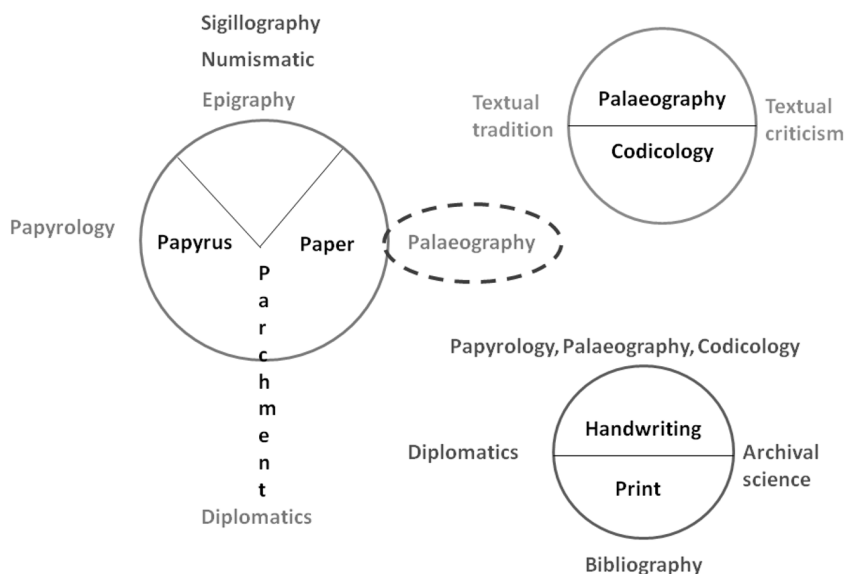 Sigillography
Numismatic
Epigraphy
Papyrology
Papyrus
Paper
Parchment
Diplomatics
Palaeography
Textual
tradition
Palaeography
Codicology
Textual
criticism
Papyrology, Palaeography, Codicology
Diplomatics
Handwriting
Print
Archival
science
Bibliography